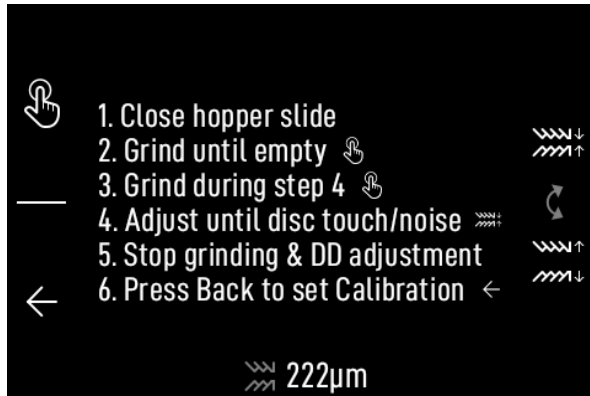 1. Close hopper slide
2. Grind until empty
3. Grind during step 4
4. Adjust until disc touch/noise
5. Stop grinding & DD adjustment
6. Press Back to set Calibration
222µm